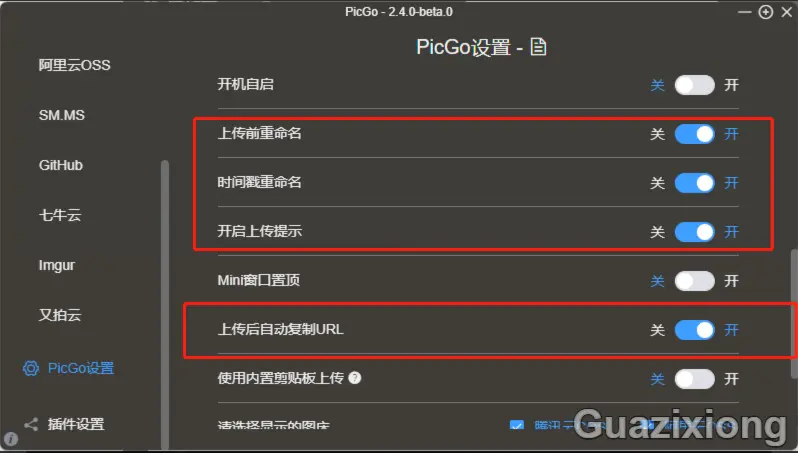 PicGo - 2.4.0-beta.0
PicGo设置 -
阿里云OSS
SM.MS
GitHub
七牛云
Imgur
又拍云
PicGo设置
插件设置
开机自启 关 开
上传前重命名 关 开
时间戳重命名 关 开
开启上传提示 关 开
Mini窗口置顶 关 开
上传后自动复制URL 关 开
使用内置剪贴板上传 ? 关 开
请选择显示的图床
Guazixiong